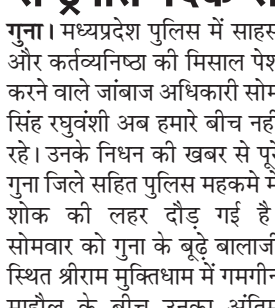 गुना। मध्यप्रदेश पुलिस में साहस
और कर्तव्यनिष्ठा की मिसाल पेश
करने वाले जांबाज अधिकारी सोम
सिंह रघुवंशी अब हमारे बीच नहीं
रहे। उनके निधन की खबर से पूरे
गुना जिले सहित पुलिस महकमे में
शोक की लहर दौड़ गई है
सोमवार को गुना के बूढ़े बालाजी
स्थित श्रीराम मुक्तिधाम में गमगीन
माहौल के बीच उनका